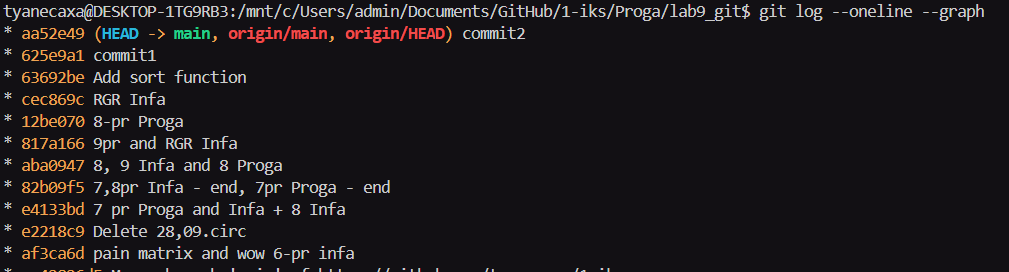 tyanecaxa@DESKTOP-1TG9RB3:/mnt/c/Users/admin/Documents/GitHub/1-iks/Proga/lab9_git$ git log --oneline --graph
* aa52e49 (HEAD -> main, origin/main, origin/HEAD) commit2
* 625e9a1 commit1
* 63692be Add sort function
* cec869c RGR Infa
* 12be070 8-pr Proga
* 817a166 9pr and RGR Infa
* aba0947 8, 9 Infa and 8 Proga
* 82b09f5 7,8pr Infa - end, 7pr Proga - end
* e4133bd 7 pr Proga and Infa + 8 Infa
* e2218c9 Delete 28,09.circ
* af3ca6d pain matrix and wow 6-pr infa